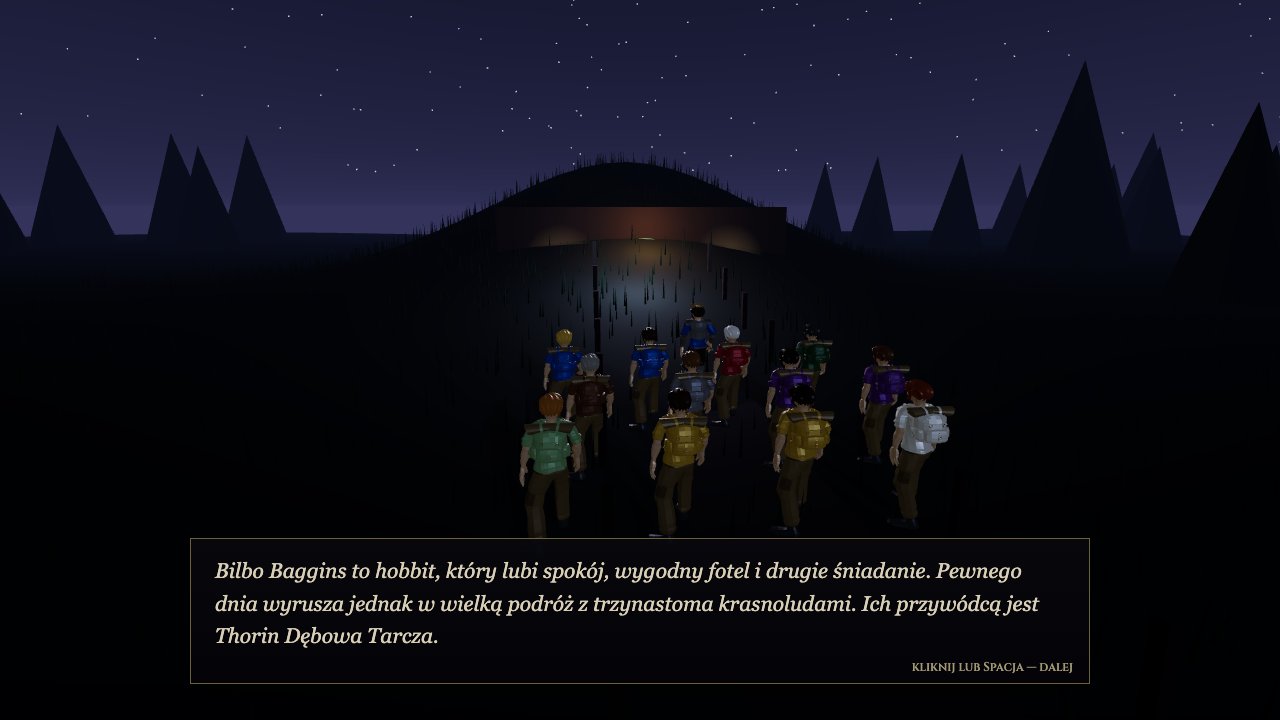 Bilbo Baggins to hobbit, który lubi spokój, wygodny fotel i drugie śniadanie. Pewnego
dnia wyrusza jednak w wielką podróż z trzynastoma krasnoludami. Ich przywódcą jest
Thorin Dębowa Tarcza.
KLIKNIJ LUB SPACJA — DALEJ